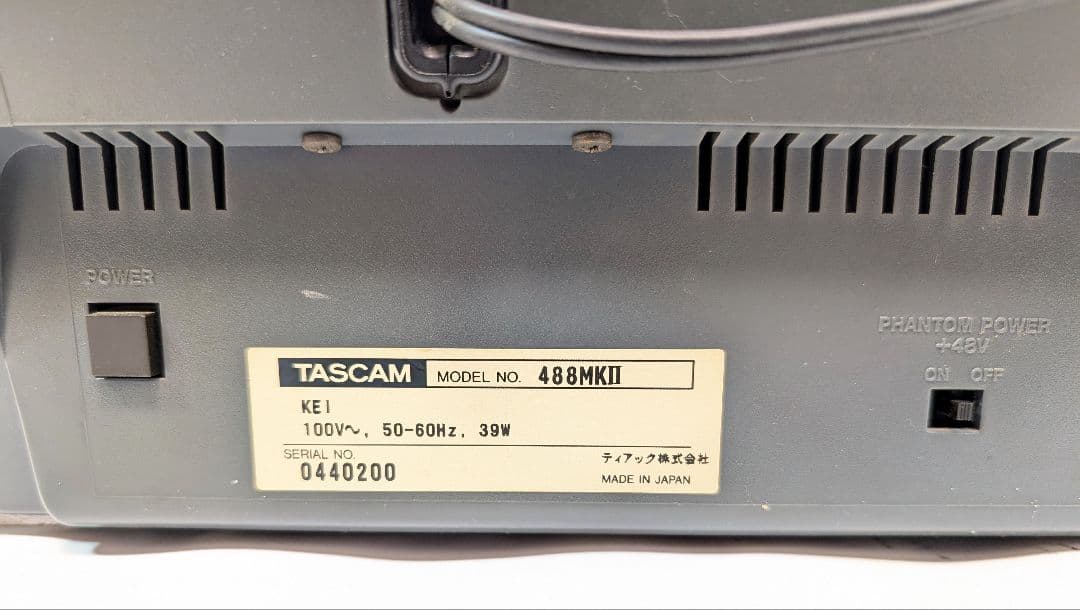 POWER
PHANTOM POWER
+48V
ON OFF
TASCAM MODEL NO. 488MKII
KEI
100V~, 50-60Hz, 39W
SERIAL NO.
0440200
ティアック株式会社
MADE IN JAPAN